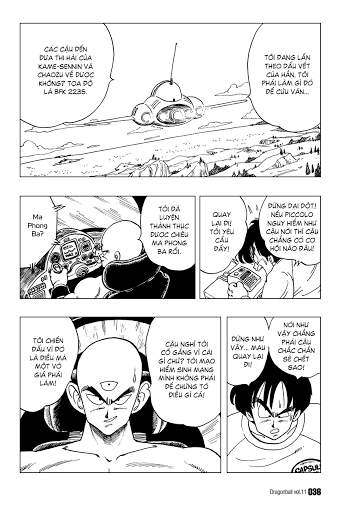 CÁC CẬU ĐẾN
ĐƯA THI HÀI CỦA
KAME-SENNIN VÀ
CHAOZU VỀ ĐƯỢC
KHÔNG? TỌA ĐỘ
LÀ BFK 2235.
TÔI ĐANG LẦN
THEO DẤU VẾT
CỦA HẮN. TÔI
PHẢI LÀM GÌ ĐÓ
ĐỂ CỨU VÃN...
Ma
Phong
Ba?
TÔI ĐÃ
LUYỆN
THÀNH THỤC
ĐƯỢC CHIÊU
MA PHONG
BA RỒI.
QUAY
LẠI ĐI!
TÔI YÊU
CẦU
ĐẤY!
ĐỪNG DẠI DỘT!
NẾU PICCOLO
NGUY HIỂM NHƯ
CẬU NÓI THÌ CẬU
CHẲNG CÓ CƠ
HỘI NÀO ĐÂU!
TÔI CHIẾN
ĐẤU VÌ ĐÓ
LÀ ĐIỀU MÀ
MỘT VÕ
GIẢ PHẢI
LÀM!
CẬU NGHĨ TÔI
CỐ GẮNG VÌ CÁI
GÌ CHỨ? TÔI MẠO
HIỂM SINH MẠNG
MÌNH KHÔNG PHẢI
ĐỂ CHỨNG TỎ
ĐIỀU GÌ CẢ!
ĐỪNG NHƯ
VẬY... MAU
QUAY LẠI
ĐI!
NÓI NHƯ
VẬY CHẲNG
PHẢI CẬU
CHẮC CHẮN
SẼ CHẾT
SAO!
CAPSUL
Dragonball vol.11 036